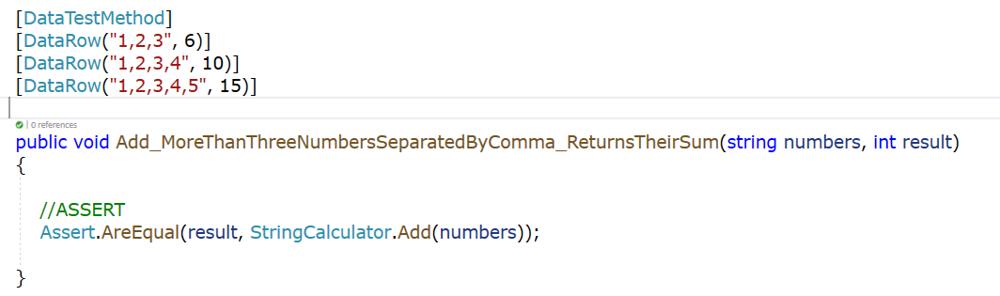 [DataTestMethod]
[DataRow("1,2,3", 6)]
[DataRow("1,2,3,4", 10)]
[DataRow("1,2,3,4,5", 15)]
| 0 references
public void Add_MoreThanThreeNumbersSeparatedByComma_ReturnsTheirSum(string numbers, int result)
{
//ASSERT
Assert.AreEqual(result, StringCalculator.Add(numbers));
}